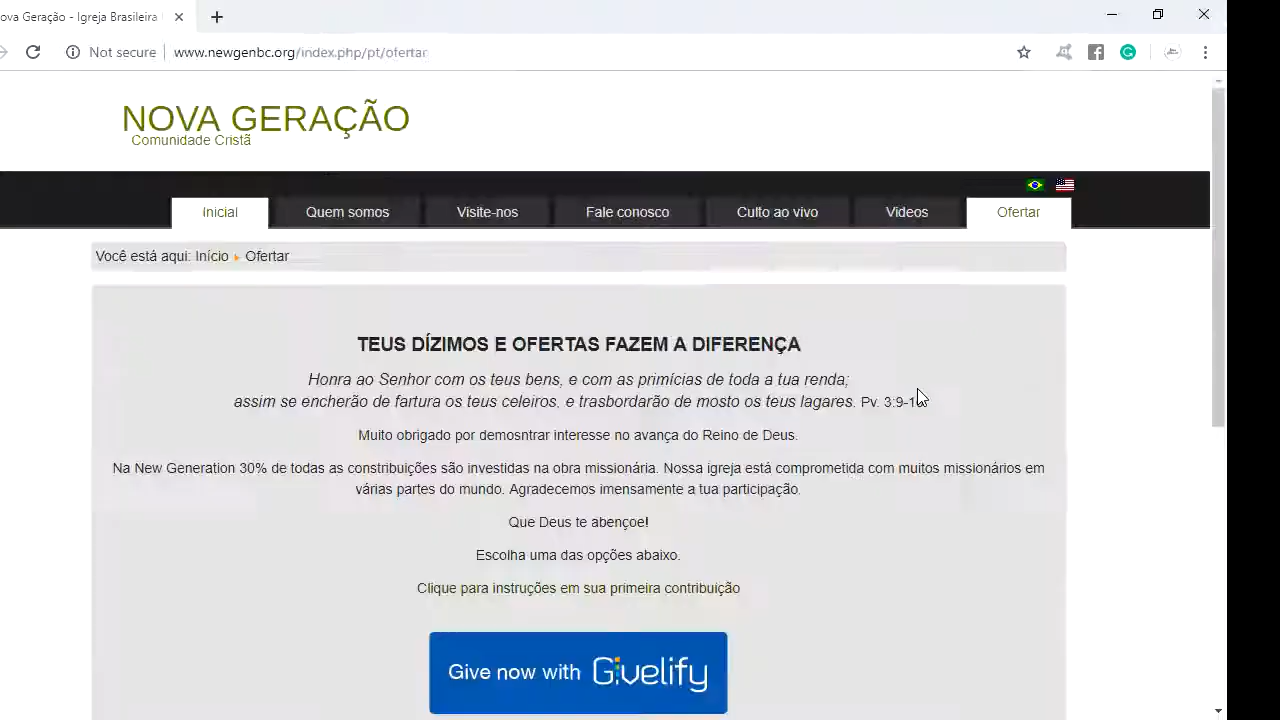 ova Geração - Igreja Brasileira
Not secure
www.newgenbc.org/index.php/pt/ofertar
NOVA GERAÇÃO
Comunidade Cristã
Inicial
Quem somos
Visite-nos
Fale conosco
Culto ao vivo
Videos
Ofertar
Você está aqui: Início Ofertar
TEUS DÍZIMOS E OFERTAS FAZEM A DIFERENÇA
Honra ao Senhor com os teus bens, e com as primícias de toda a tua renda;
assim se encherão de fartura os teus celeiros, e trasbordarão de mosto os teus lagares. Pv.
Muito obrigado por demosntrar interesse no avança do Reino de Deus.
Na New Generation 30% de todas as constribuições são investidas na obra missionária. Nossa igreja está comprometida com muitos missionários em
várias partes do mundo. Agradecemos imensamente a tua participação.
Que Deus te abençoe!
Escolha uma das opções abaixo.
Clique para instruções em sua primeira contribuição
Give now with Givelify